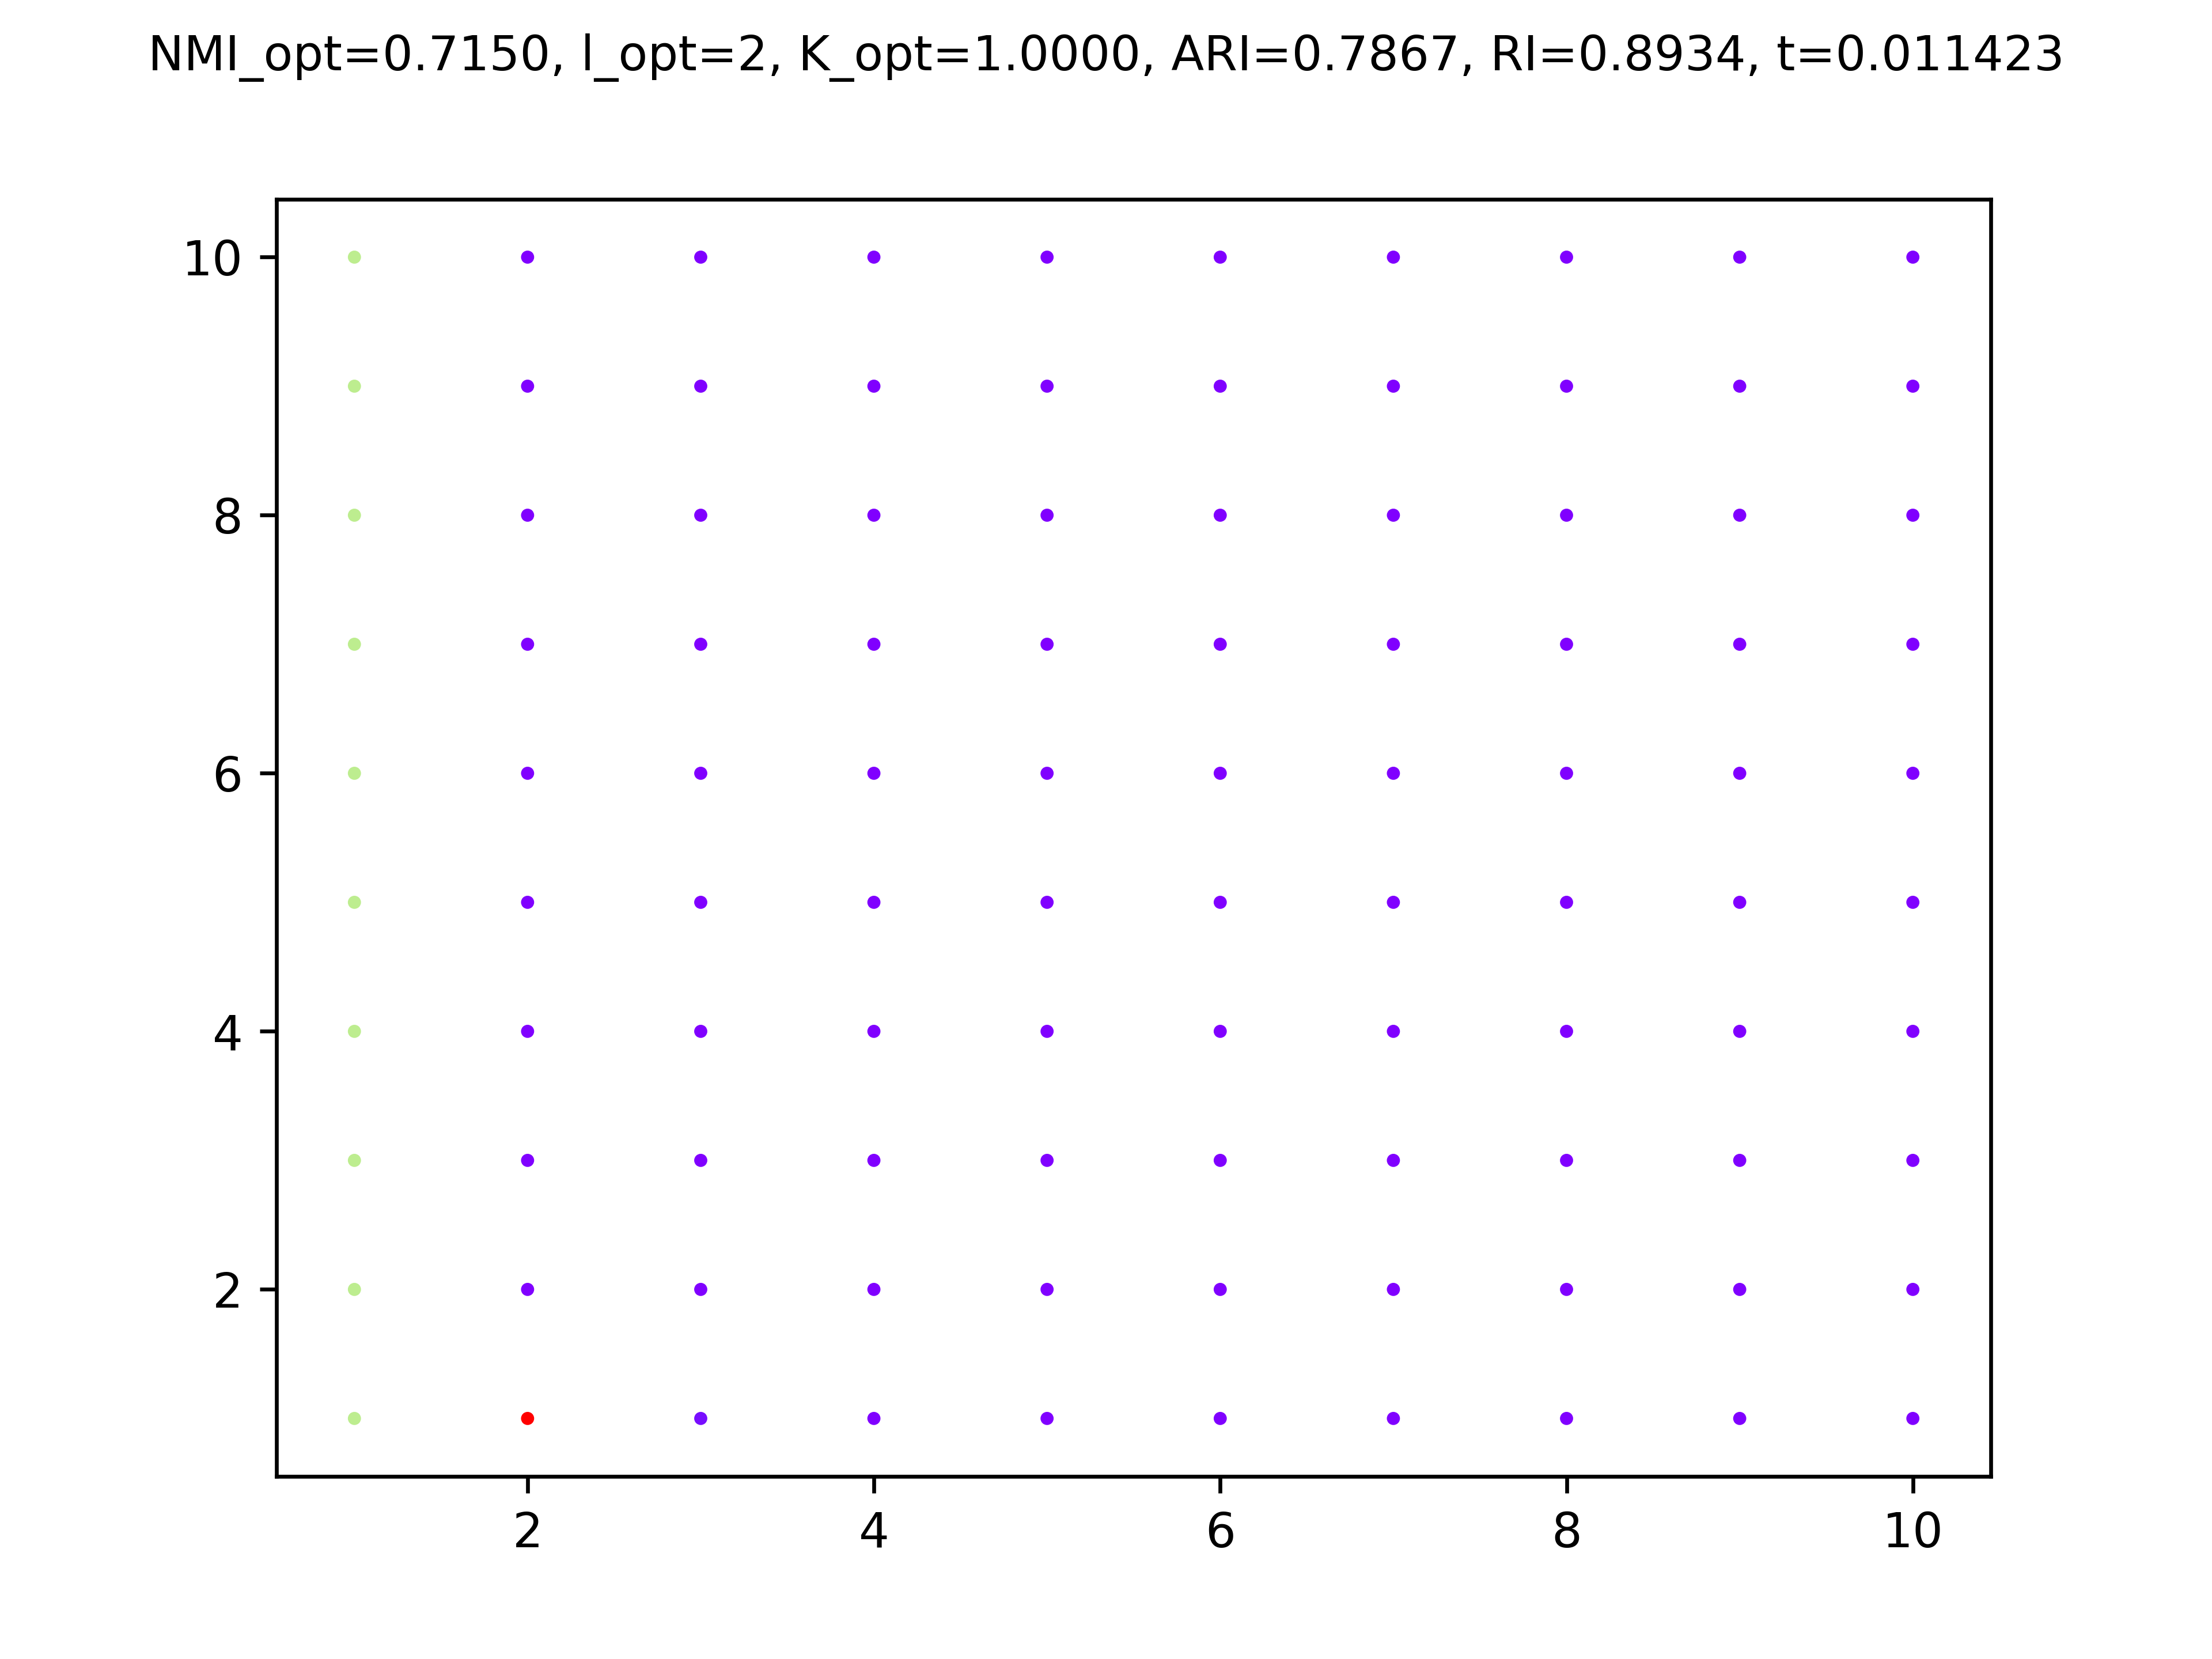 NMI_opt=0.7150, l_opt=2, K_opt=1.0000, ARI=0.7867, RI=0.8934, t=0.011423
10
8
6
4
2
2 4 6 8 10